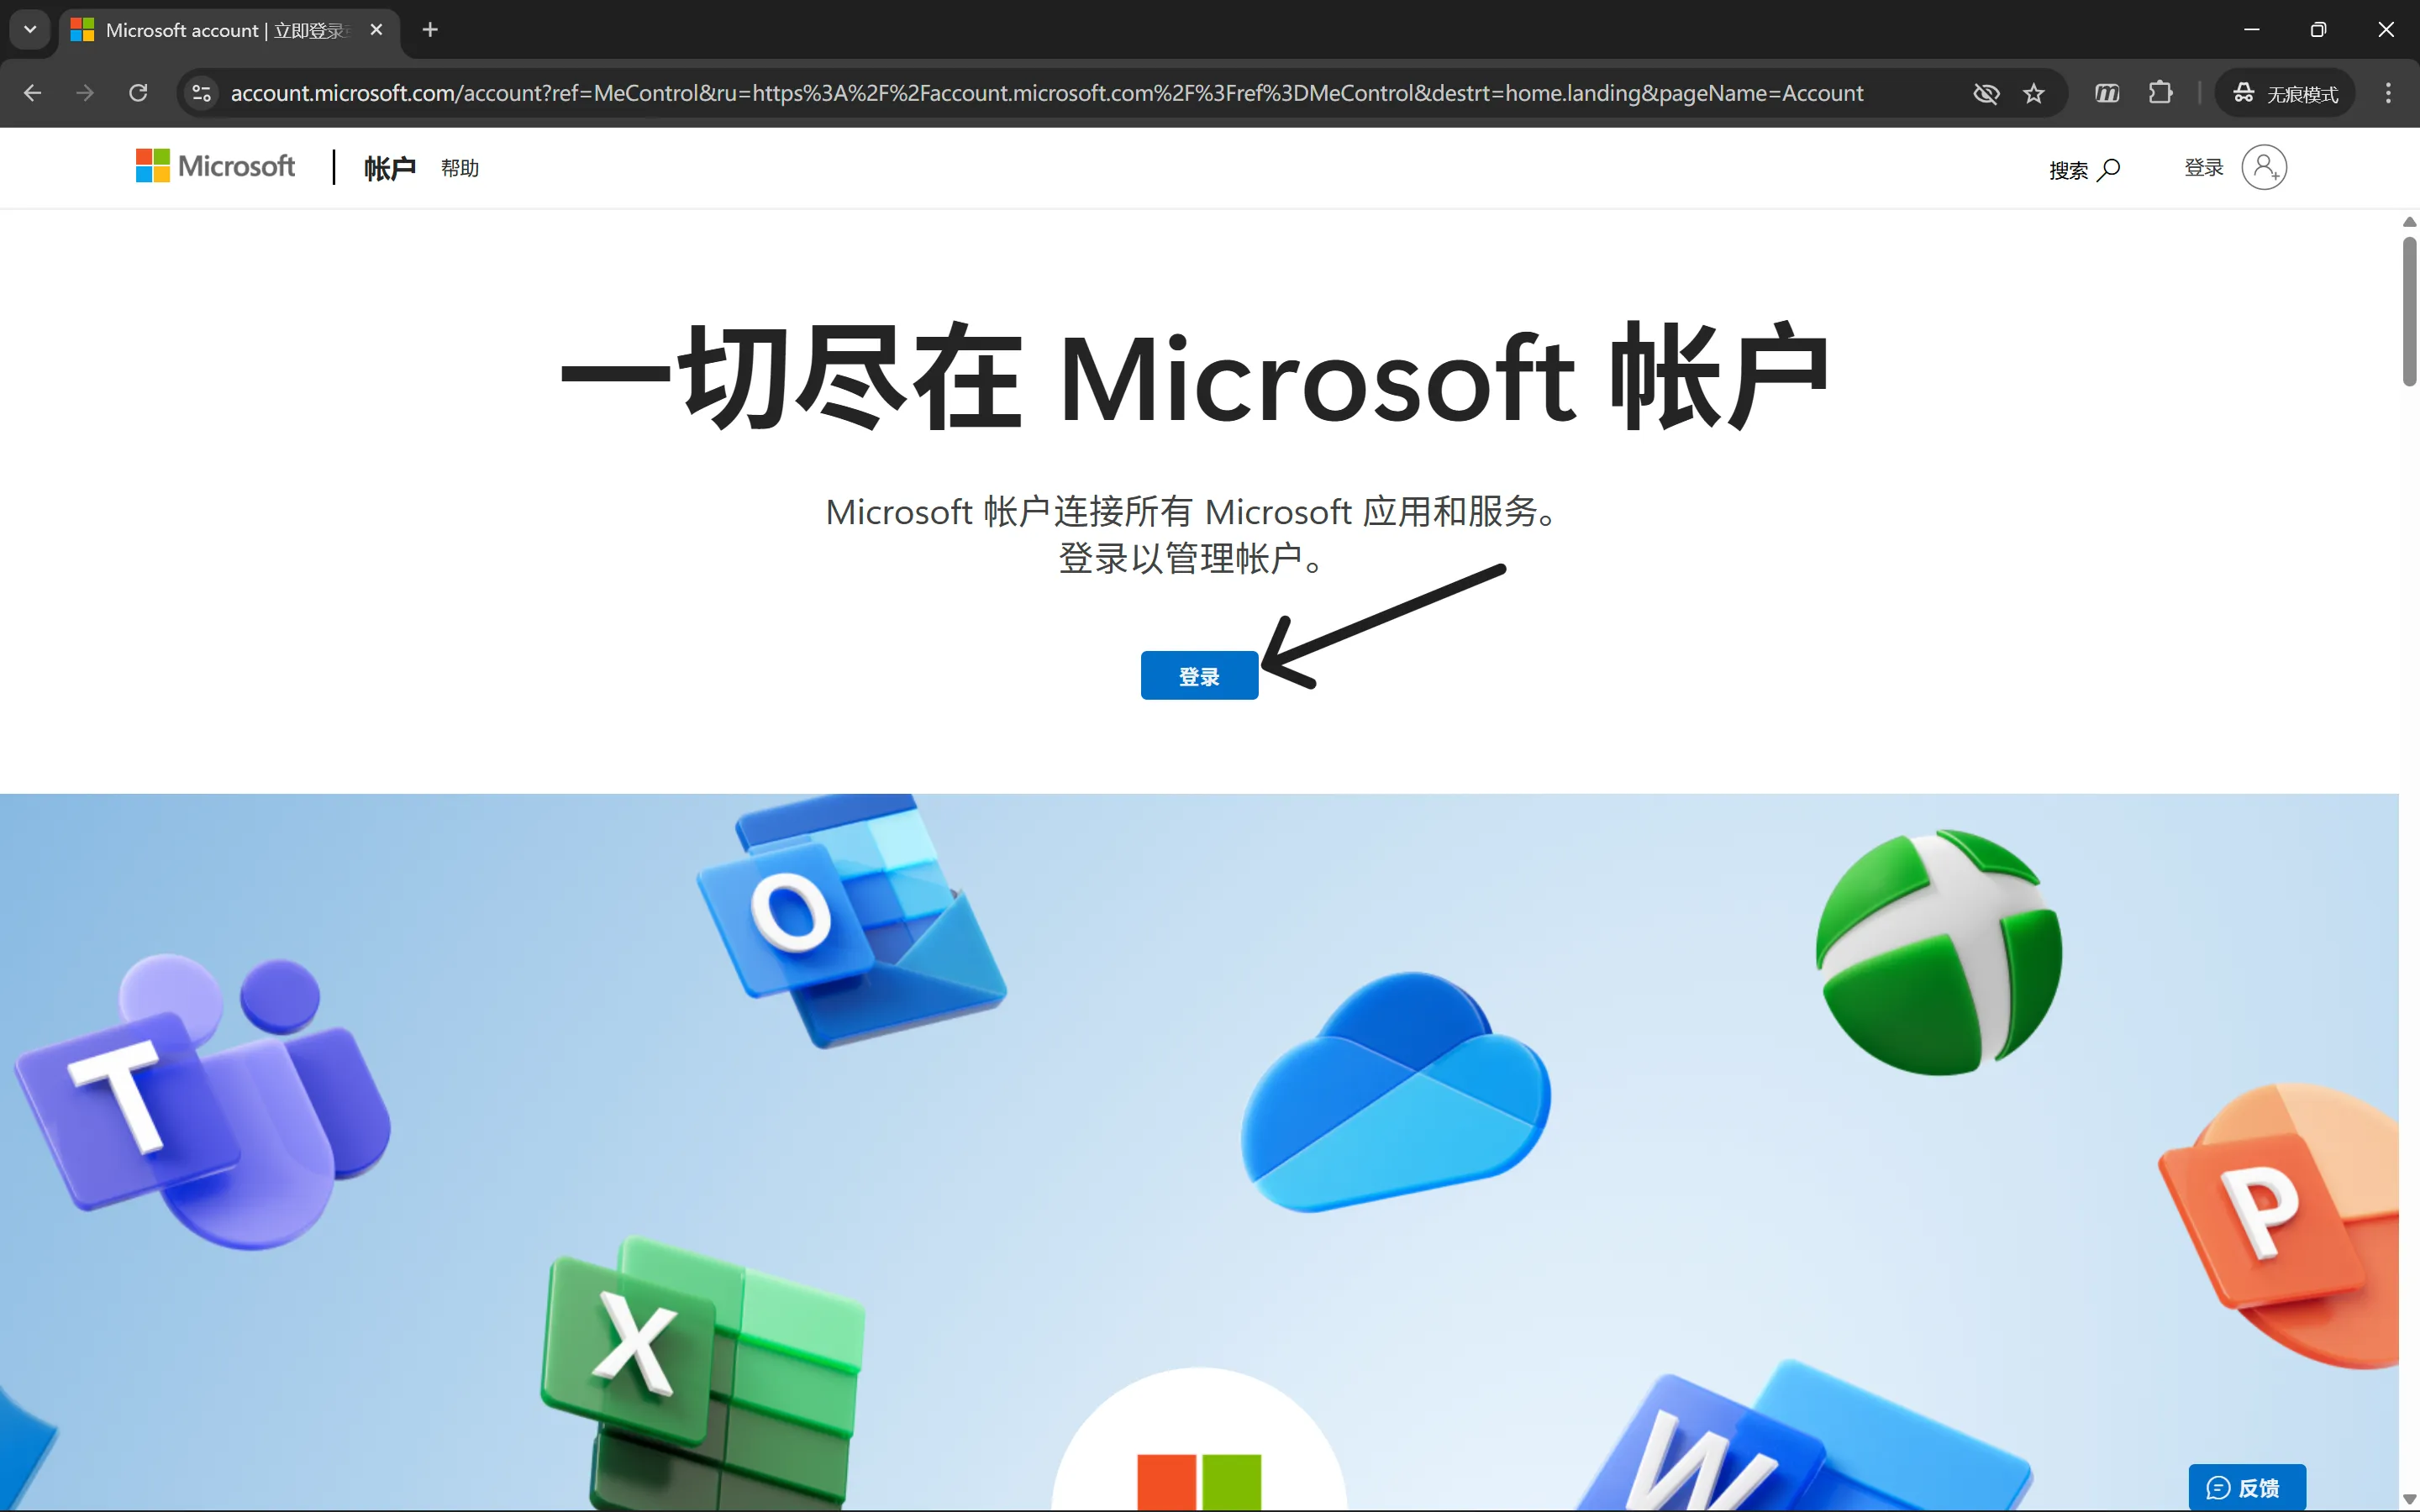 Microsoft account | 立即登录
account.microsoft.com/account?ref=MeControl&ru=https%3A%2F%2Faccount.microsoft.com%2F%3Fref%3DMeControl&destrt=home.landing&pageName=Account
无痕模式
Microsoft
帐户
帮助
搜索
登录
一切尽在 Microsoft 帐户
Microsoft 帐户连接所有 Microsoft 应用和服务。
登录以管理帐户。
登录
O
T
P
X
W
反馈